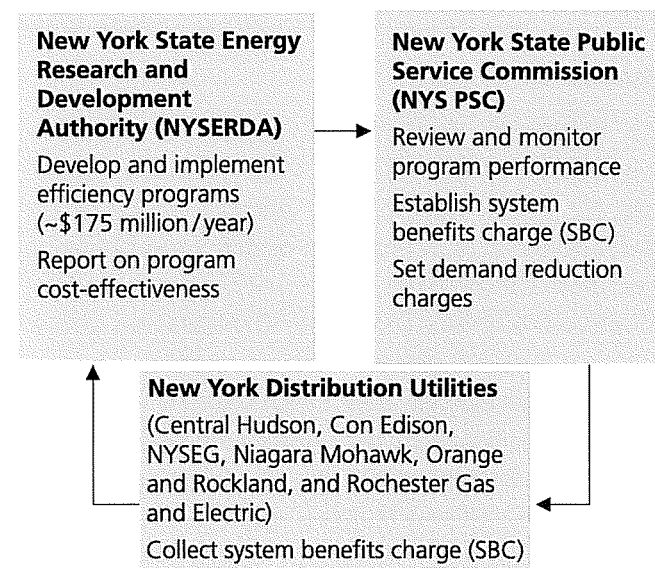 New York State Energy
Research and
Development
Authority (NYSERDA)
Develop and implement
efficiency programs
(~$175 million/year)
Report on program
cost-effectiveness
New York State Public
Service Commission
(NYS PSC)
Review and monitor
program performance
Establish system
benefits charge (SBC)
Set demand reduction
charges
New York Distribution Utilities
(Central Hudson, Con Edison,
NYSEG, Niagara Mohawk, Orange
and Rockland, and Rochester Gas
and Electric)
Collect system benefits charge (SBC)